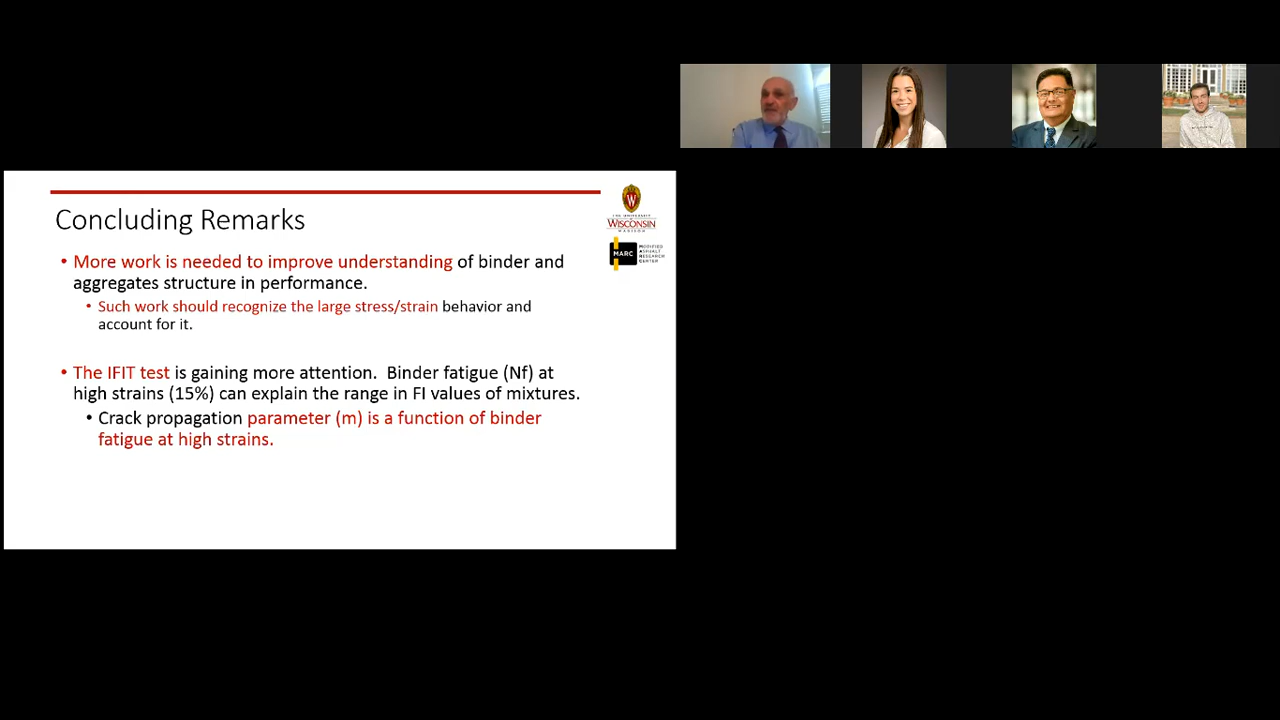 Concluding Remarks
• More work is needed to improve understanding of binder and
aggregates structure in performance.
• Such work should recognize the large stress/strain behavior and
account for it.
• The IFIT test is gaining more attention. Binder fatigue (Nf) at
high strains (15%) can explain the range in FI values of mixtures.
• Crack propagation parameter (m) is a function of binder
fatigue at high strains.
W
THE UNIVERSITY
WISCONSIN
MADISON
MARC
MODIFIED
ASPHALT
RESEARCH
CENTER